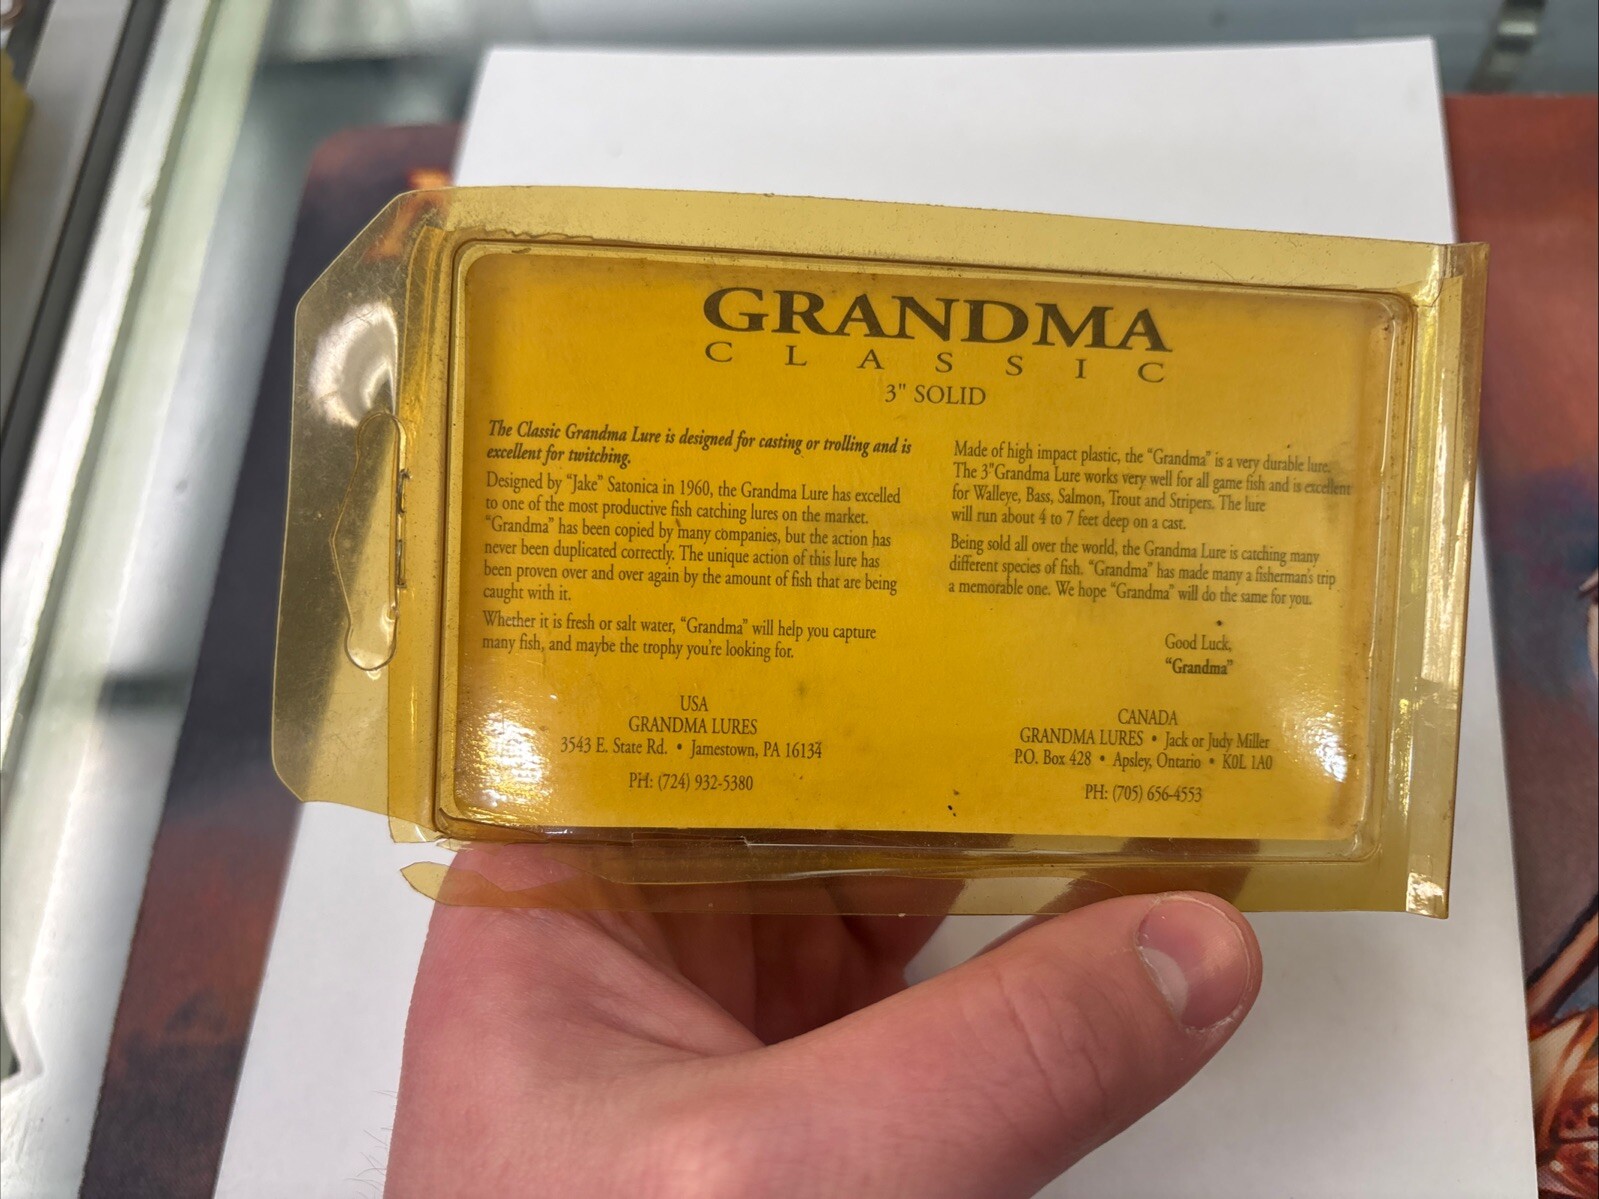 GRANDMA
CLASSIC
3" SOLID
The Classic Grandma Lure is designed for casting or trolling and is
excellent for twitching.
Designed by “Jake” Satonica in 1960, the Grandma Lure has excelled
to one of the most productive fish catching lures on the market.
“Grandma” has been copied by many companies, but the action has
never been duplicated correctly. The unique action of this lure has
been proven over and over again by the amount of fish that are being
caught with it.
Whether it is fresh or salt water, “Grandma” will help you capture
many fish, and maybe the trophy you're looking for.
USA
GRANDMA LURES
3543 E. State Rd. • Jamestown, PA 16134
PH: (724) 932-5380
Made of high impact plastic, the “Grandma” is a very durable lure.
The 3"Grandma Lure works very well for all game fish and is excellent
for Walleye, Bass, Salmon, Trout and Stripers. The lure
will run about 4 to 7 feet deep on a cast.
Being sold all over the world, the Grandma Lure is catching many
different species of fish. “Grandma” has made many a fisherman's trip
a memorable one. We hope “Grandma” will do the same for you.
Good Luck,
“Grandma”
CANADA
GRANDMA LURES • Jack or Judy Miller
P.O. Box 428 • Apsley, Ontario • K0L 1A0
PH: (705) 656-4553